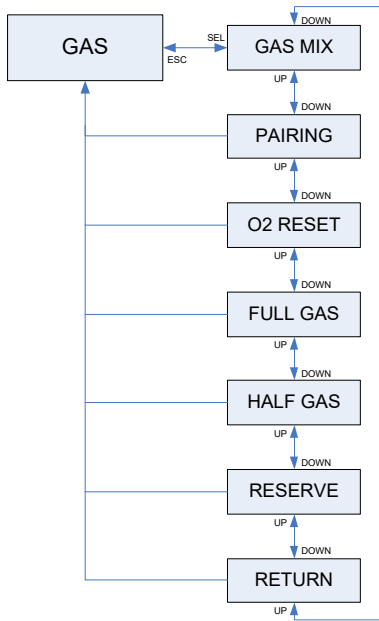 DOWN
GAS
SEL
GAS MIX
ESC
UP
DOWN
PAIRING
UP
DOWN
O2 RESET
UP
DOWN
FULL GAS
UP
DOWN
HALF GAS
UP
DOWN
RESERVE
UP
DOWN
RETURN
UP